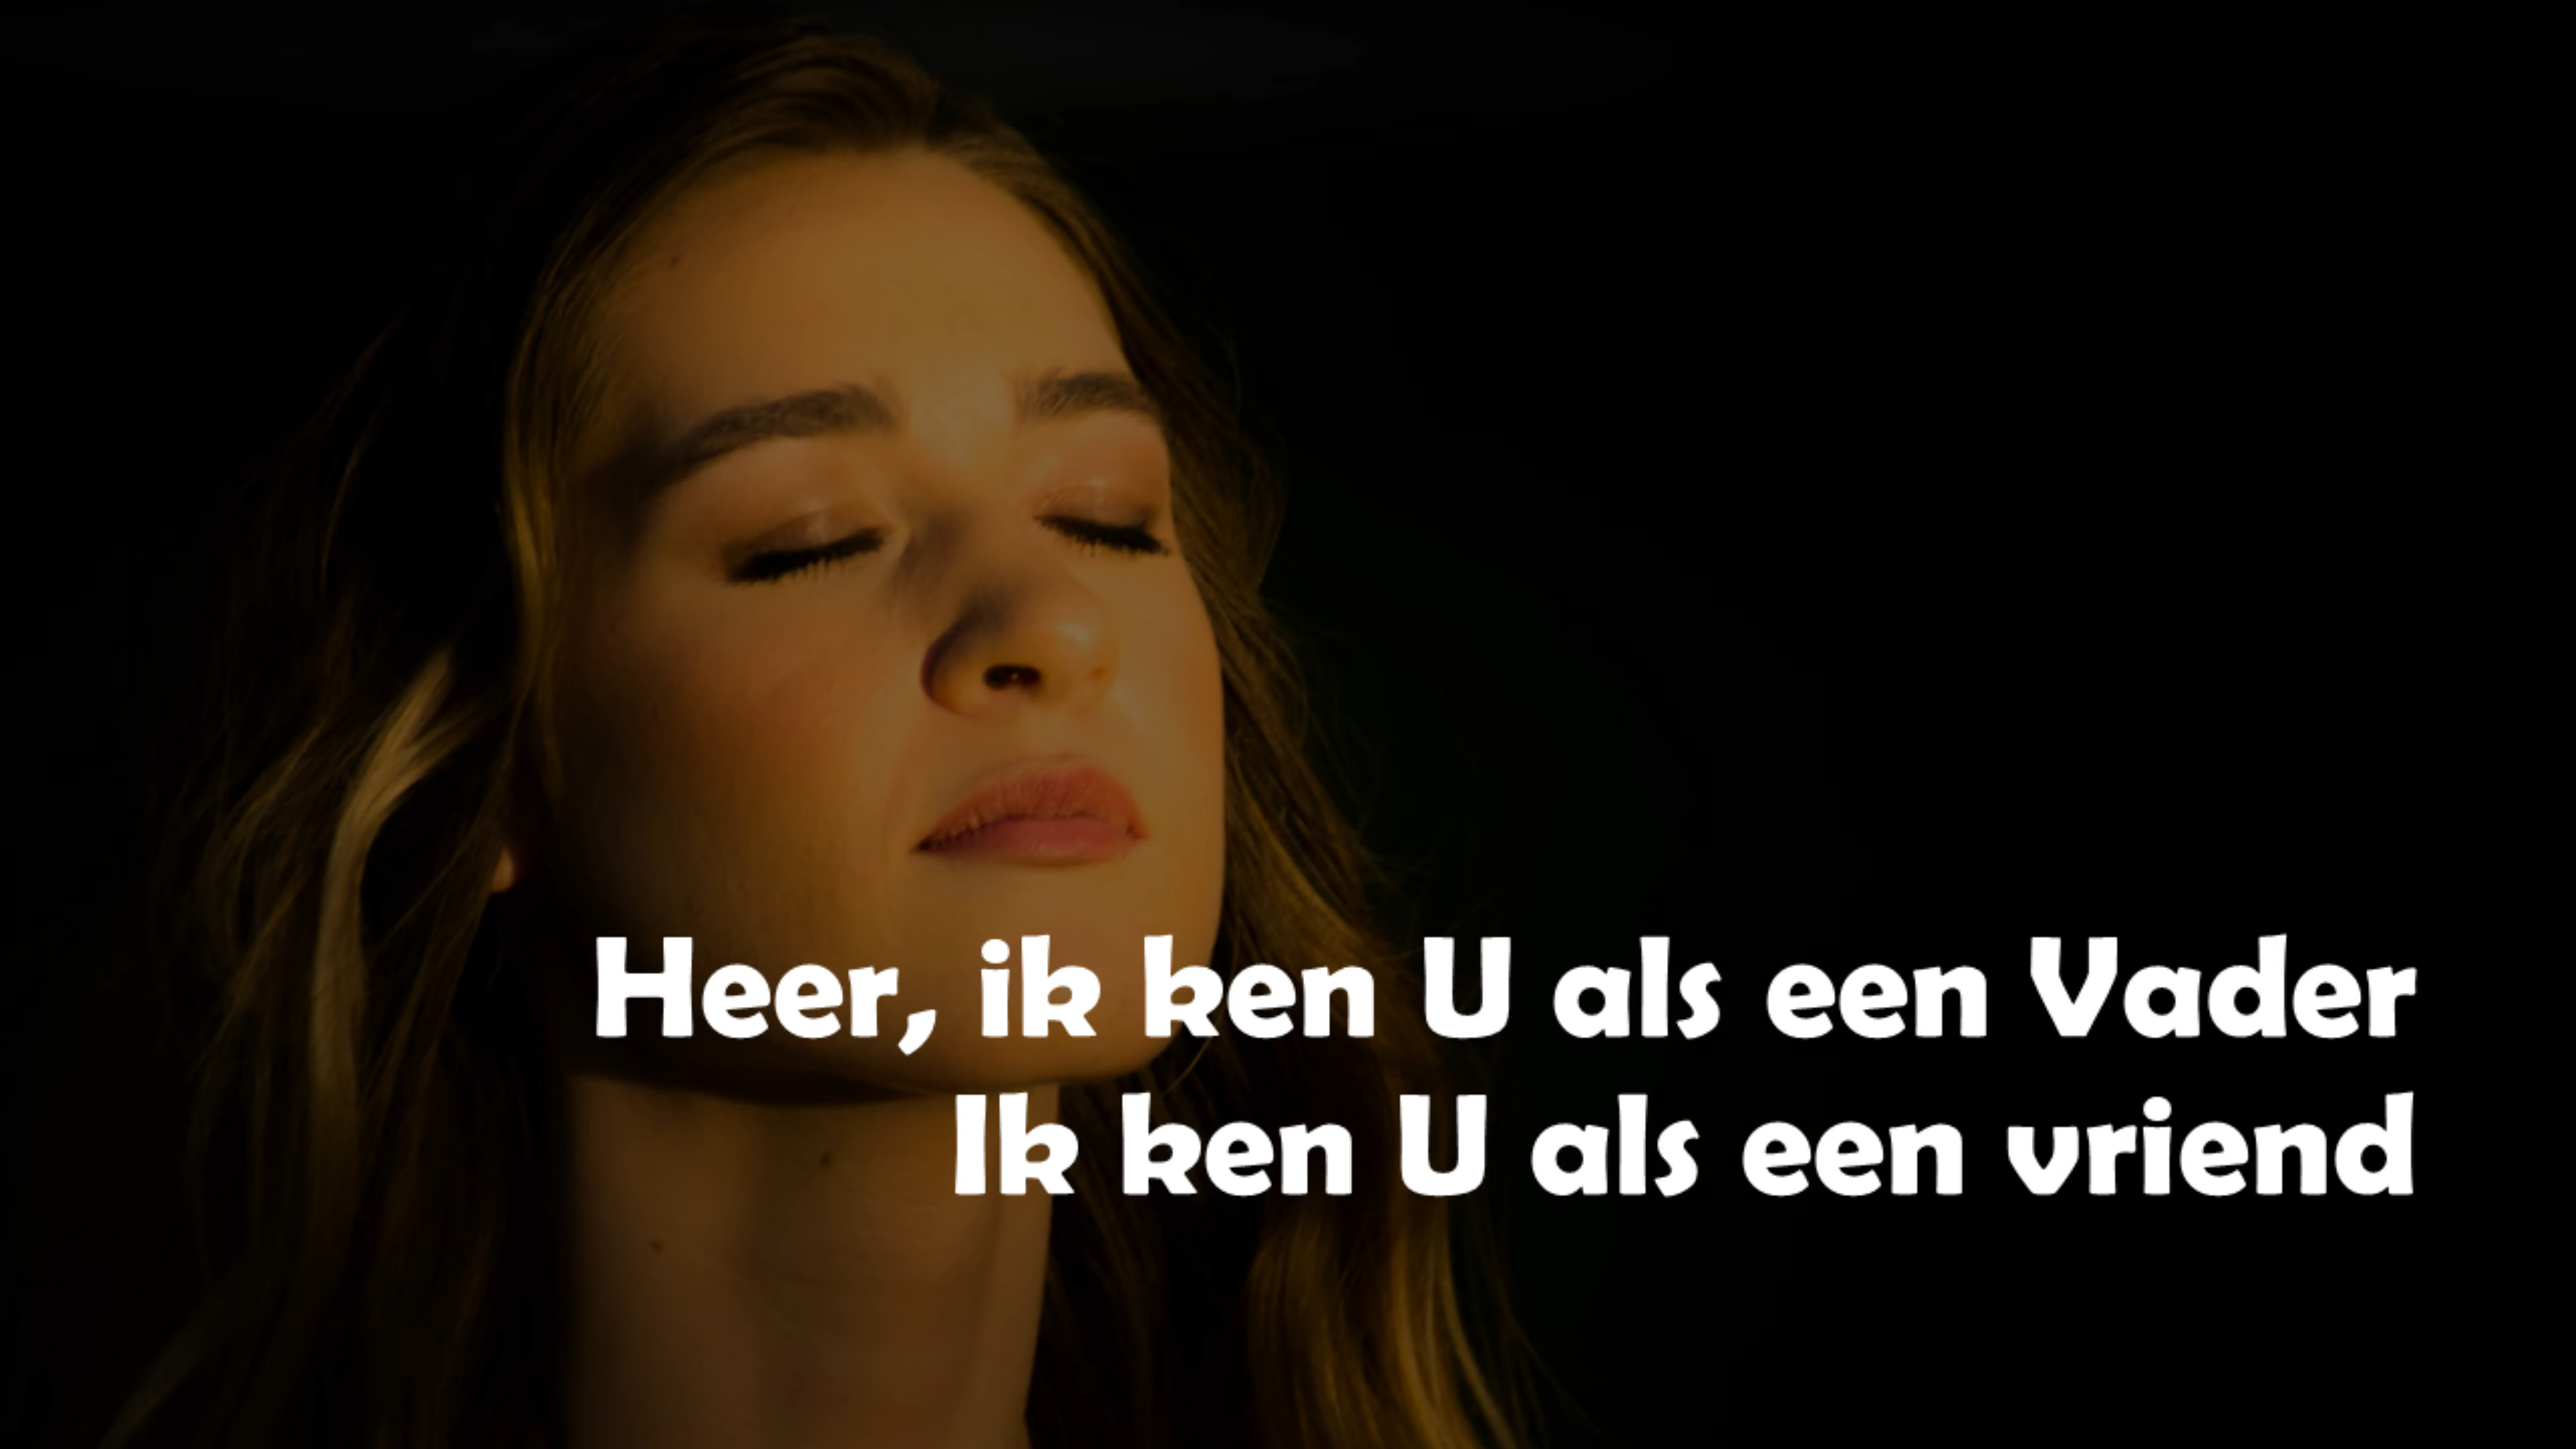 Heer, ik ken U als een Vader
Ik ken U als een vriend